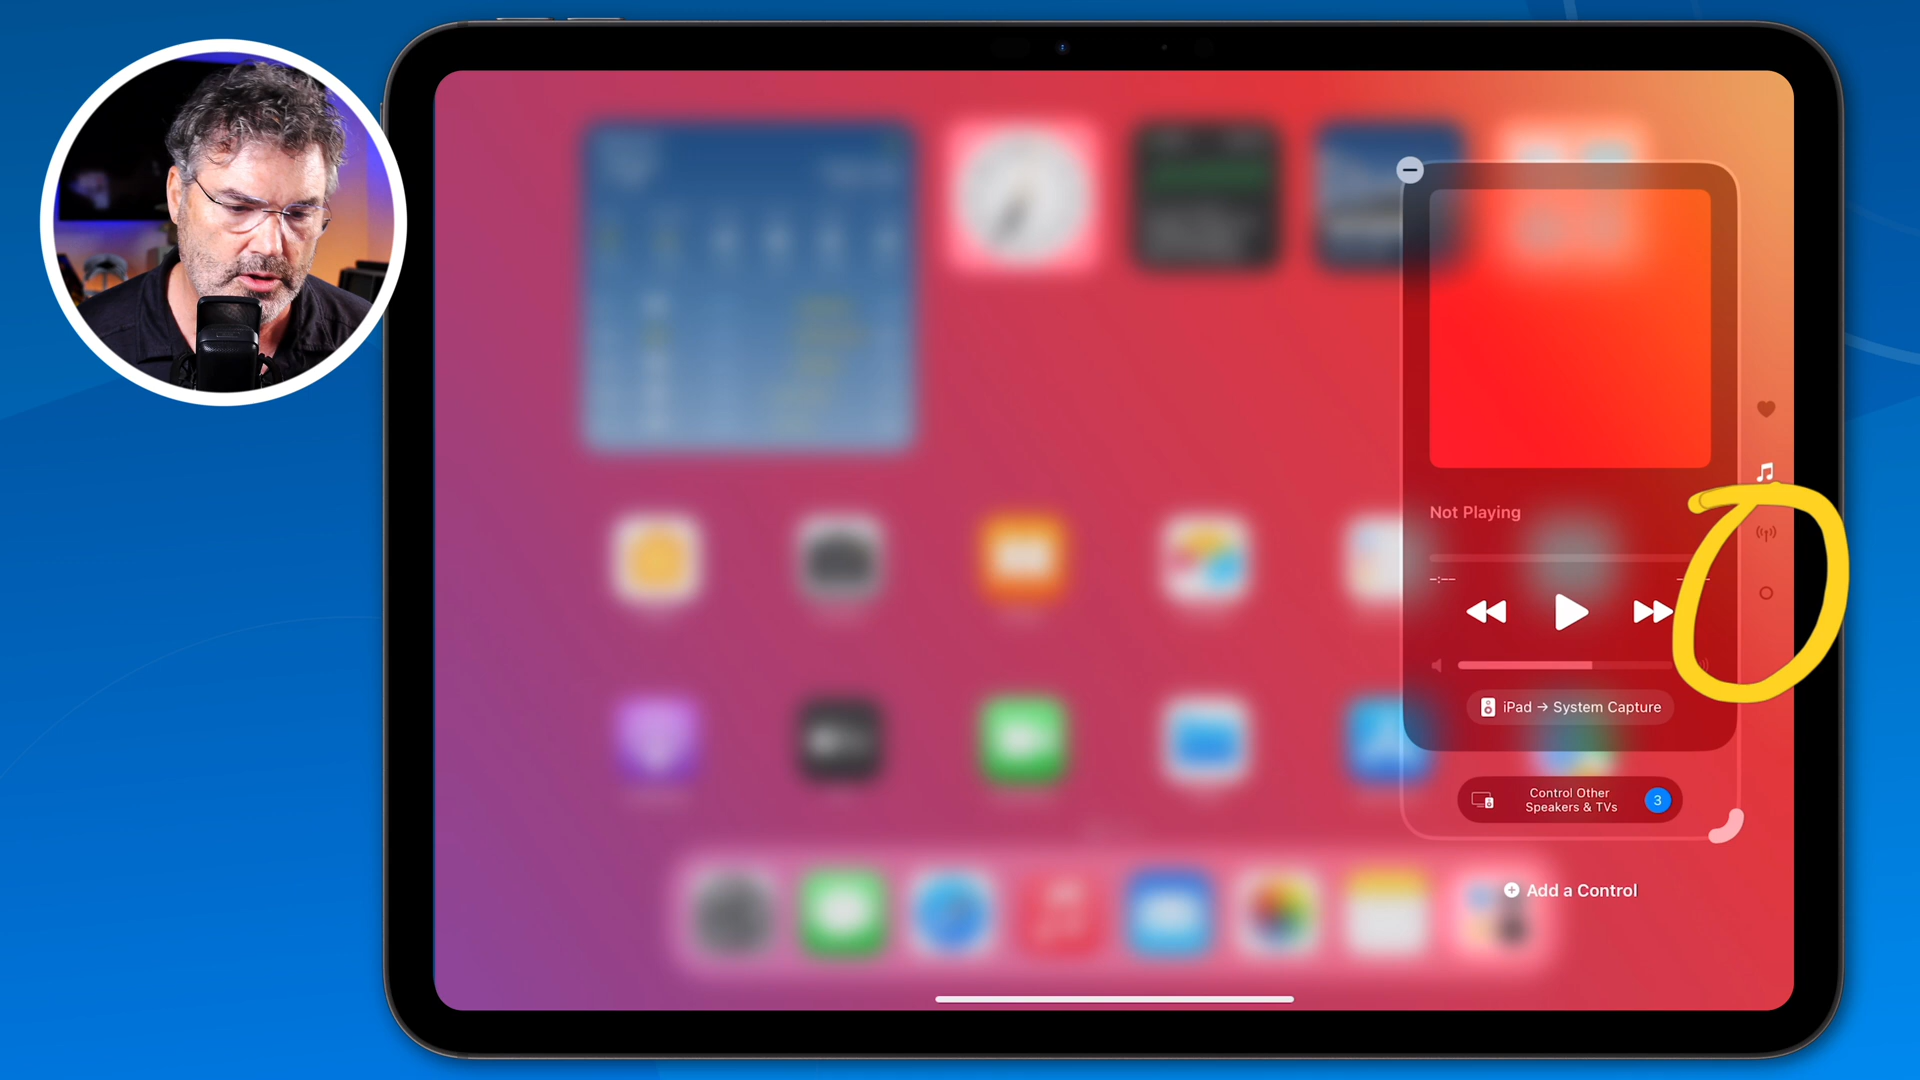 Not Playing
-:--
iPad → System Capture
Control Other
Speakers & TVs
3
Add a Control